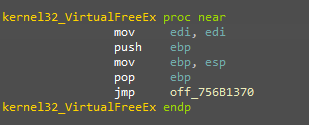 kernel32_VirtualFreeEx proc near
mov edi, edi
push ebp
mov ebp, esp
pop ebp
jmp off_756B1370
kernel32_VirtualFreeEx endp